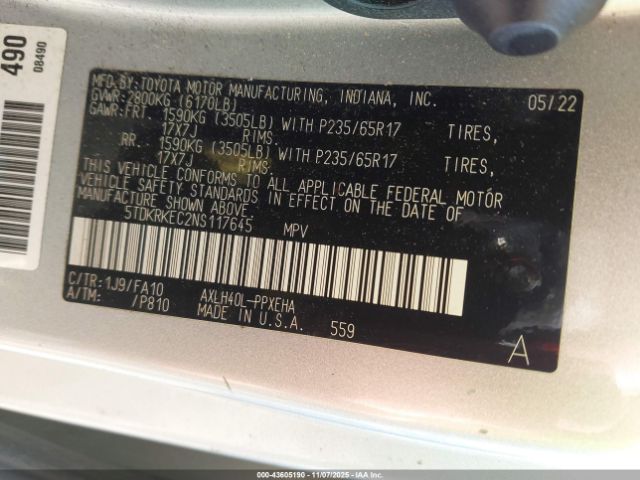 490
08490
MFD. BY: TOYOTA MOTOR MANUFACTURING, INDIANA, INC. 05/22
GVWR: 2800KG (6170LB)
GAWR: FRT. 1590KG (3505LB) WITH P235/65R17 TIRES,
17X7J RIMS.
RR. 1590KG (3505LB) WITH P235/65R17 TIRES,
17X7J RIMS.
THIS VEHICLE CONFORMS TO ALL APPLICABLE FEDERAL MOTOR
VEHICLE SAFETY STANDARDS IN EFFECT ON THE DATE OF
MANUFACTURE SHOWN ABOVE.
5TDKRKEC2NS117645 MPV
C/TR: 1J9/FA10 AXLH40L-PPXEHA
A/TM: /P810 MADE IN U.S.A. 559
A
000-43605190 - 11/07/2025 - IAAI Branch